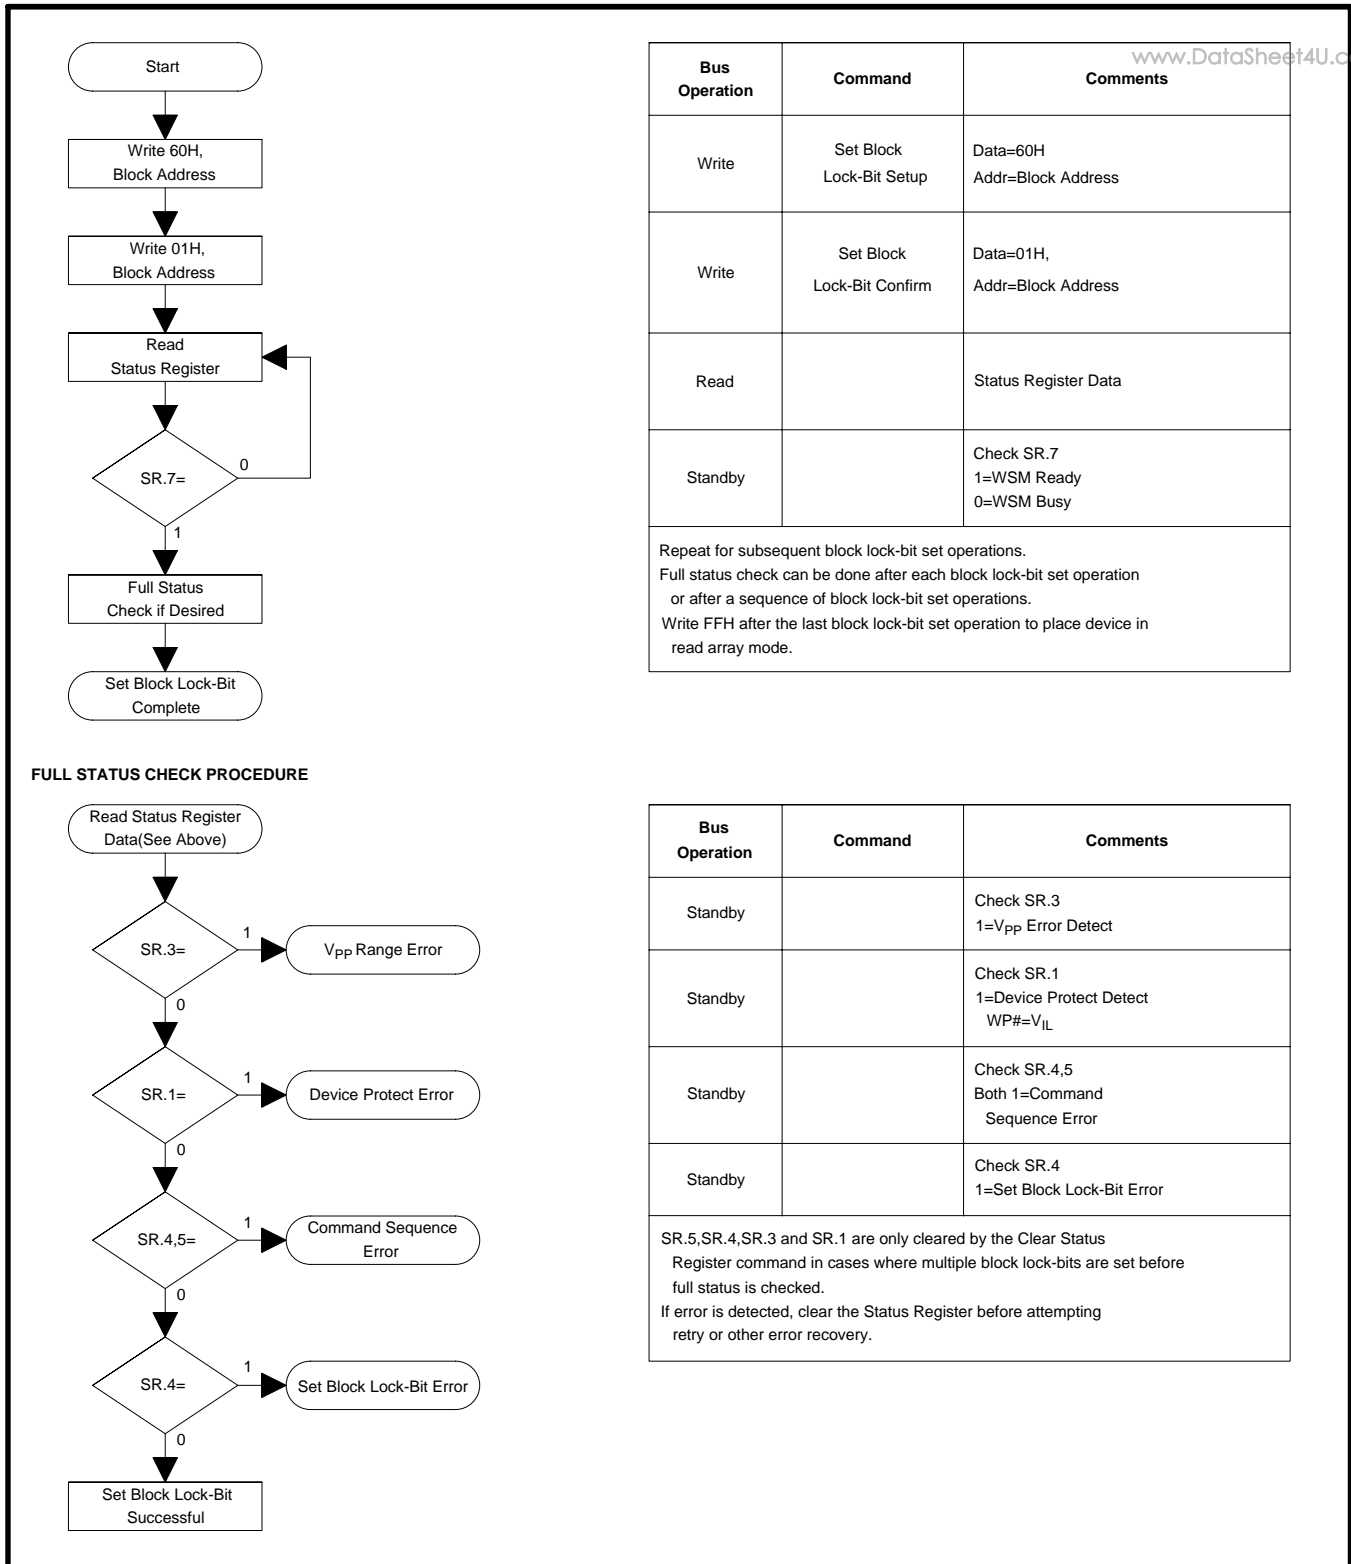 www.DataSheet4U.c
Start
Write 60H,
Block Address
Write 01H,
Block Address
Read
Status Register
SR.7=
0
1
Full Status
Check if Desired
Set Block Lock-Bit
Complete
Bus
Operation
Command
Comments
Write
Set Block
Lock-Bit Setup
Data=60H
Addr=Block Address
Write
Set Block
Lock-Bit Confirm
Data=01H,
Addr=Block Address
Read
Status Register Data
Standby
Check SR.7
1=WSM Ready
0=WSM Busy
Repeat for subsequent block lock-bit set operations.
Full status check can be done after each block lock-bit set operation
or after a sequence of block lock-bit set operations.
Write FFH after the last block lock-bit set operation to place device in
read array mode.
FULL STATUS CHECK PROCEDURE
Read Status Register
Data(See Above)
SR.3=
1
VPP Range Error
0
SR.1=
1
Device Protect Error
0
SR.4,5=
1
Command Sequence
Error
0
SR.4=
1
Set Block Lock-Bit Error
0
Set Block Lock-Bit
Successful
Bus
Operation
Command
Comments
Standby
Check SR.3
1=VPP Error Detect
Standby
Check SR.1
1=Device Protect Detect
WP#=VIL
Standby
Check SR.4,5
Both 1=Command
Sequence Error
Standby
Check SR.4
1=Set Block Lock-Bit Error
SR.5,SR.4,SR.3 and SR.1 are only cleared by the Clear Status
Register command in cases where multiple block lock-bits are set before
full status is checked.
If error is detected, clear the Status Register before attempting
retry or other error recovery.